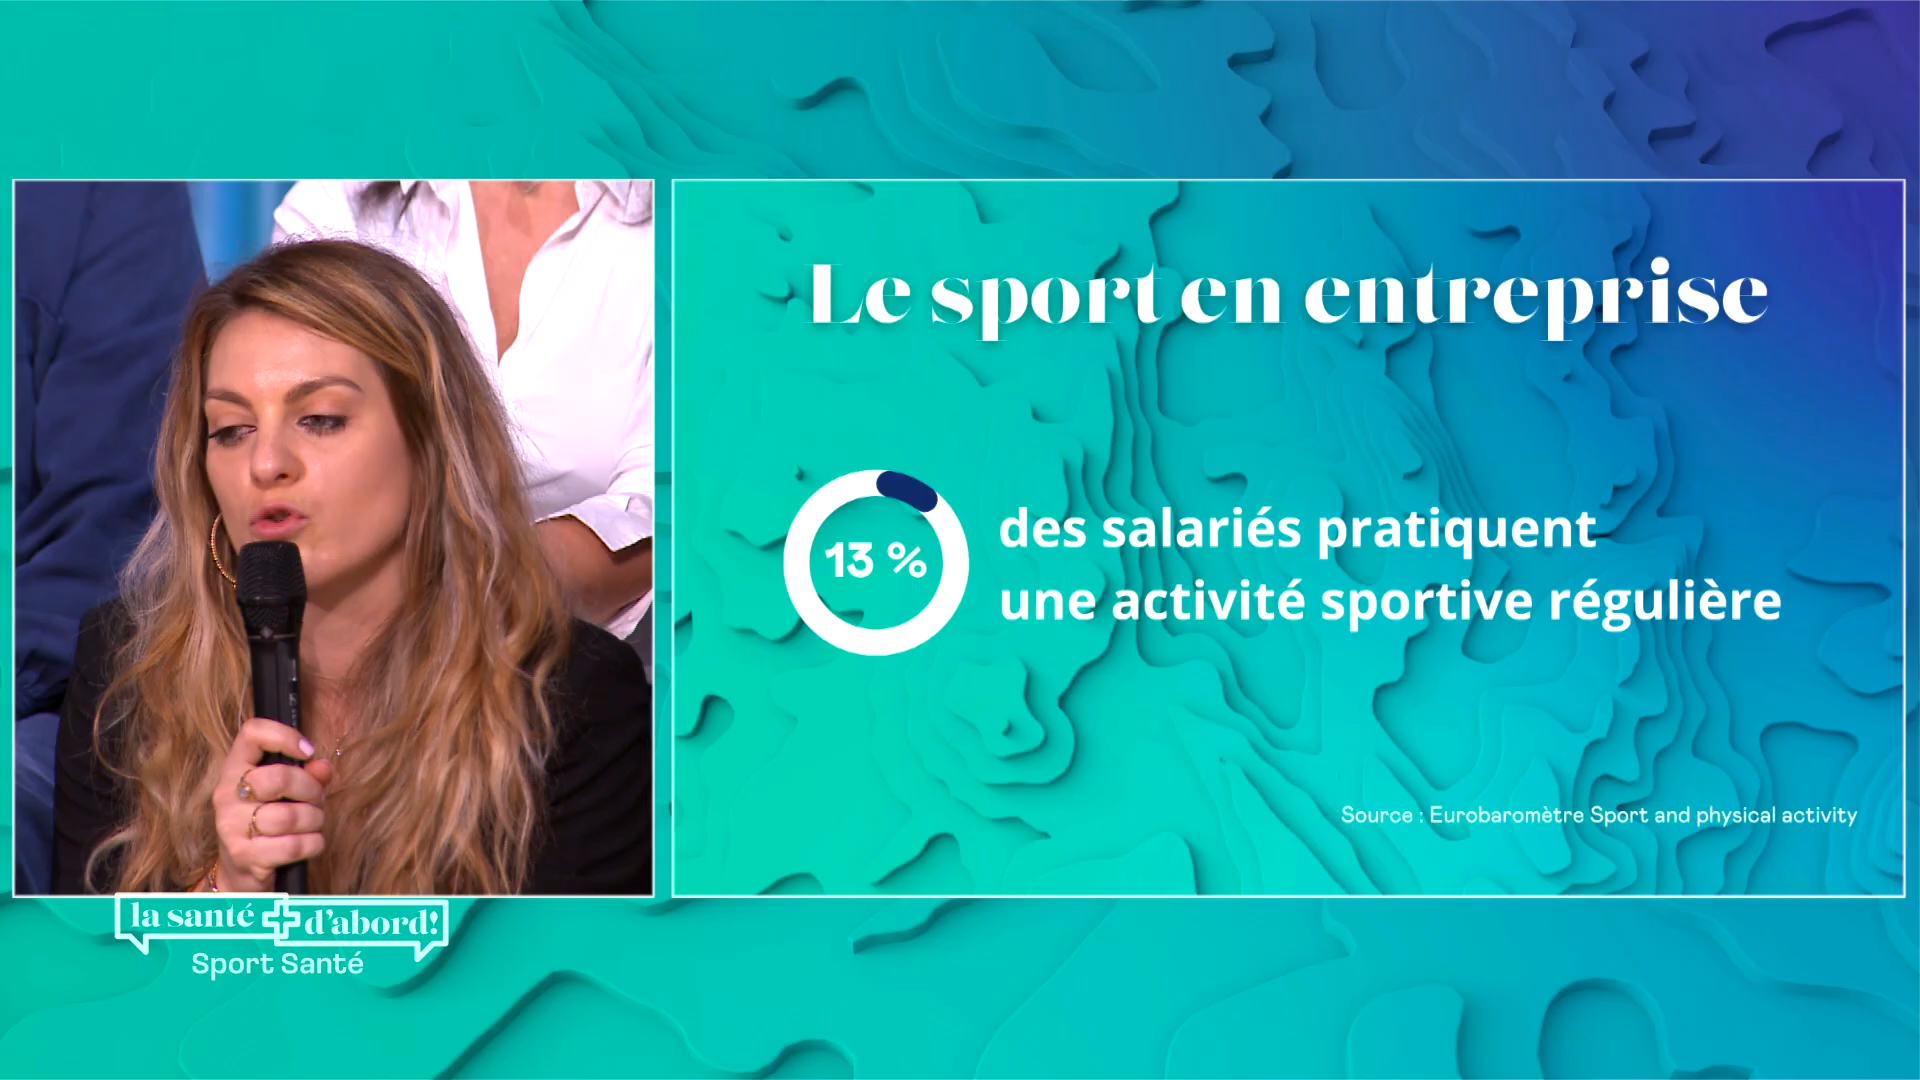 Le sport en entreprise
13 %
des salariés pratiquent
une activité sportive régulière
Source : Eurobaromètre Sport and physical activity
la santé d'abord!
Sport Santé